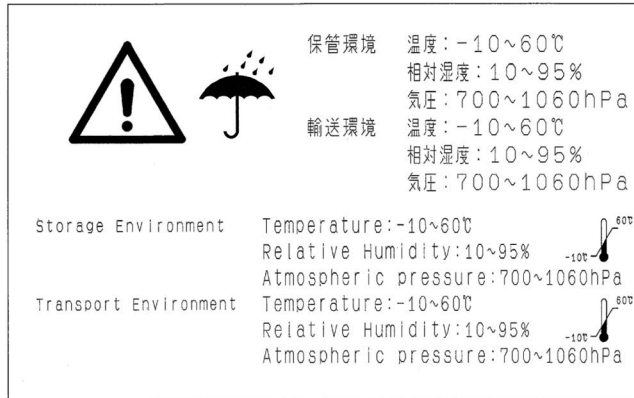 保管環境 温度：－10~60℃
相対湿度：10~95%
気圧：700~1060hPa
輸送環境 温度：－10~60℃
相対湿度：10~95%
気圧：700~1060hPa
Storage Environment Temperature:-10~60℃
60℃
Relative Humidity:10~95%
-10℃
Atmospheric pressure:700~1060hPa
Transport Environment Temperature:-10~60℃
60℃
Relative Humidity:10~95%
-10℃
Atmospheric pressure:700~1060hPa